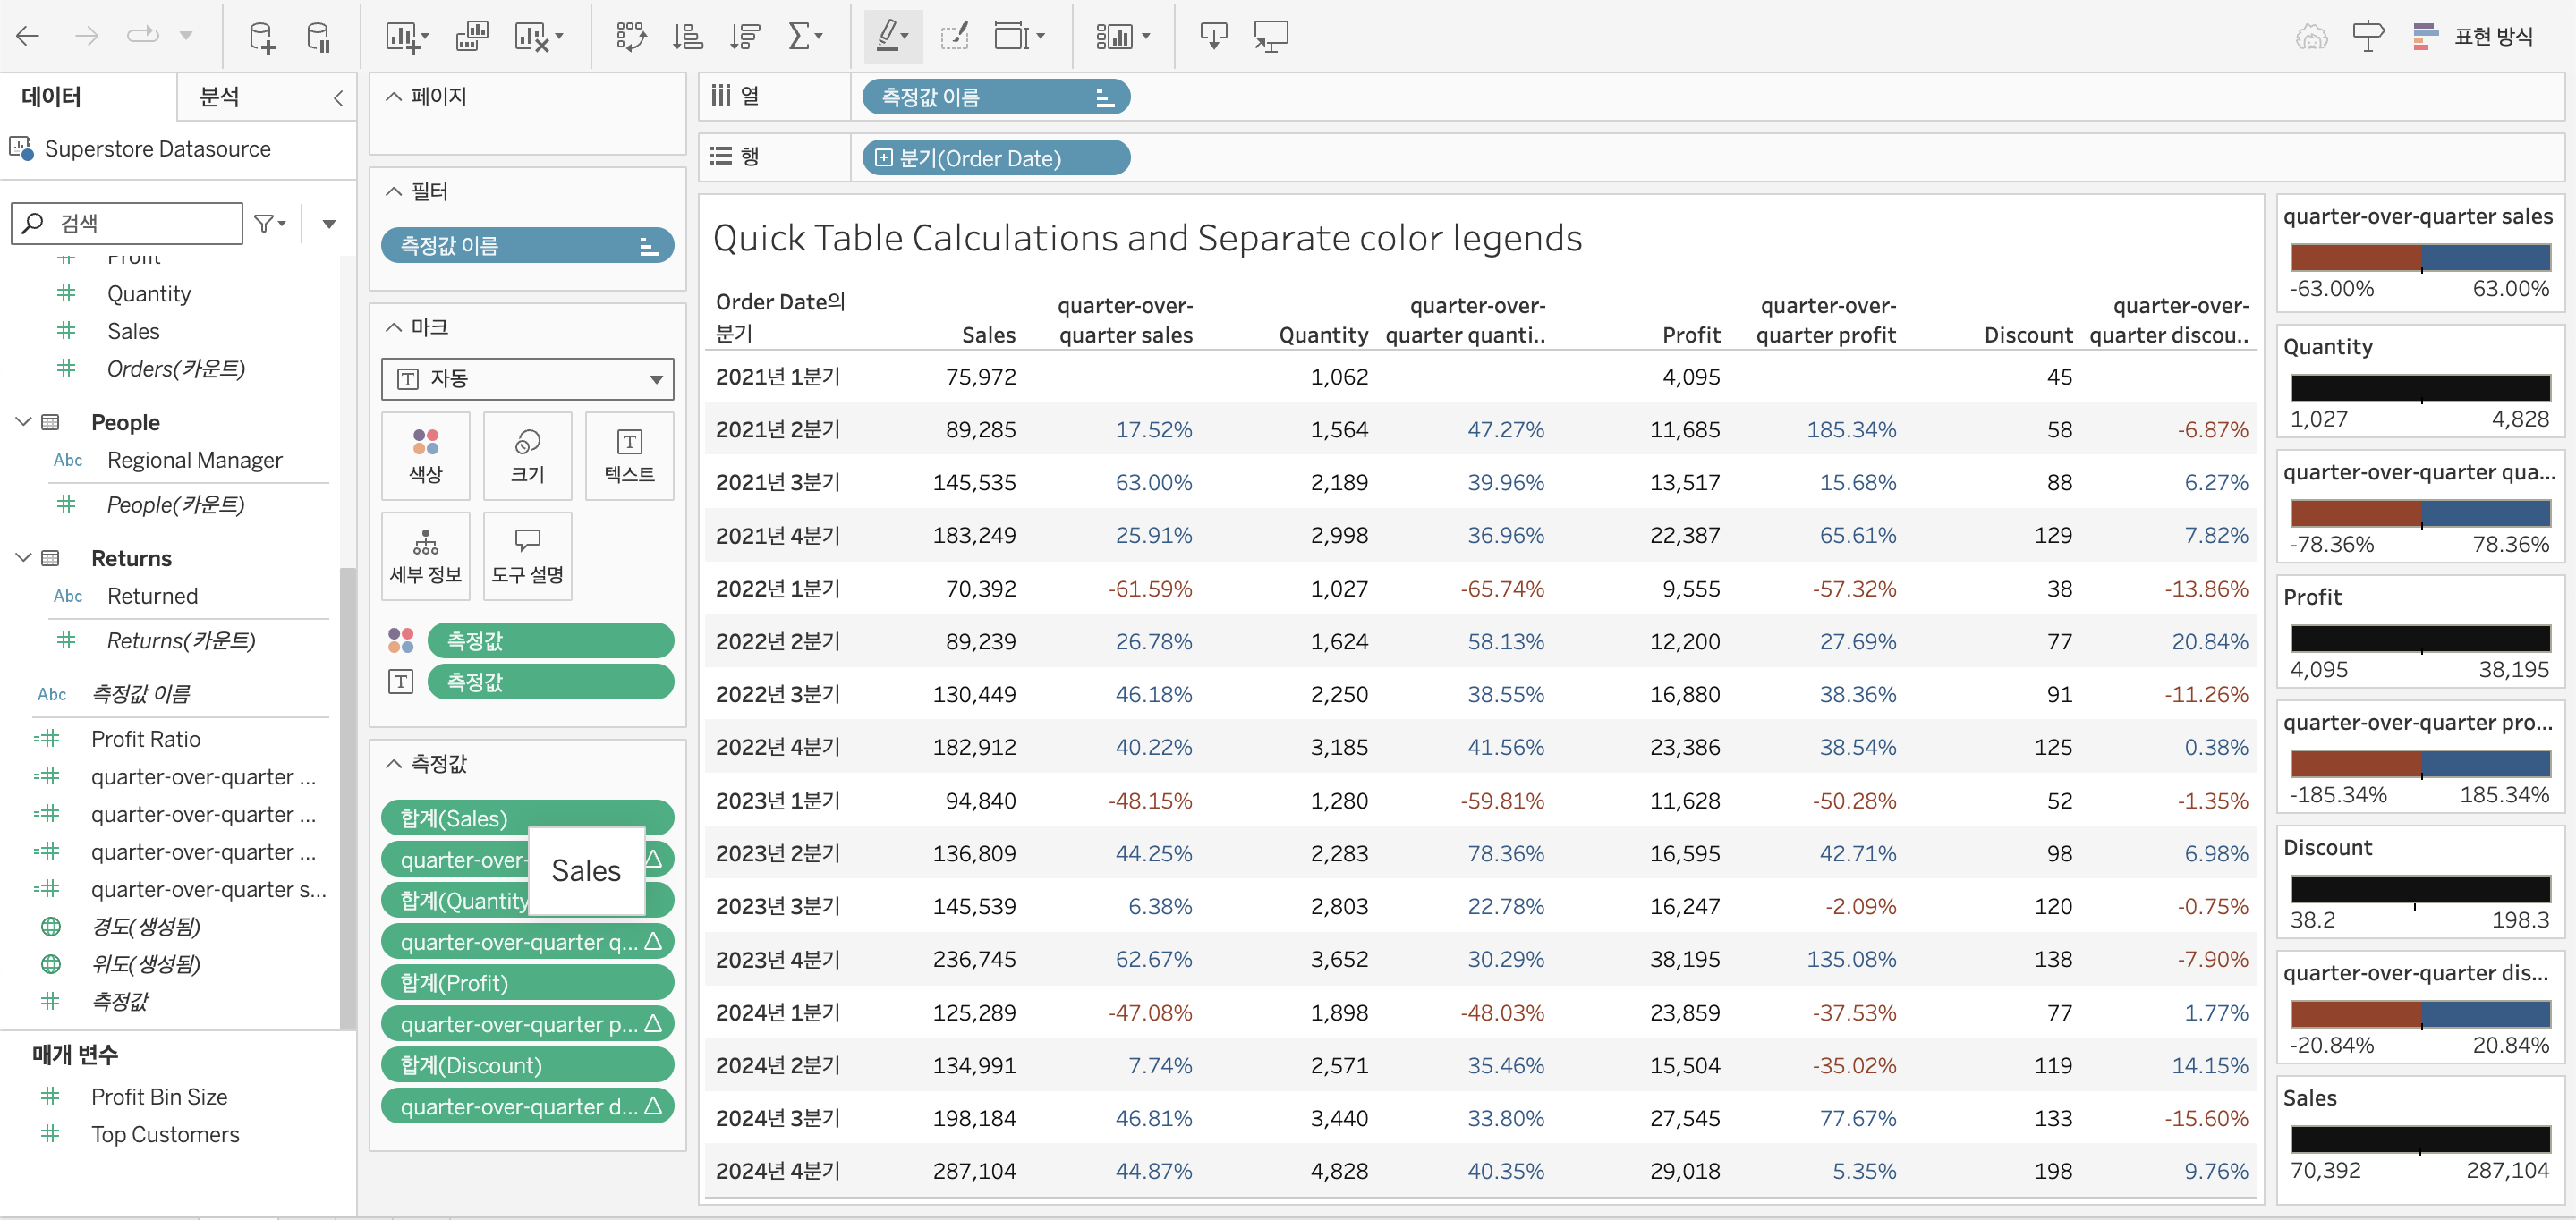 표현 방식
데이터
분석
Superstore Datasource
검색
Profit
Quantity
Sales
Orders(카운트)
People
Abc Regional Manager
People(카운트)
Returns
Abc Returned
Returns(카운트)
Abc 측정값 이름
Profit Ratio
quarter-over-quarter ...
quarter-over-quarter ...
quarter-over-quarter ...
quarter-over-quarter s...
경도(생성됨)
위도(생성됨)
측정값
매개 변수
Profit Bin Size
Top Customers
페이지
필터
측정값 이름
마크
자동
색상 크기 텍스트
세부 정보 도구 설명
측정값
측정값
측정값
합계(Sales)
quarter-over-
Sales
합계(Quantity
quarter-over-quarter q...
합계(Profit)
quarter-over-quarter p...
합계(Discount)
quarter-over-quarter d...
열 측정값 이름
행 분기(Order Date)
Quick Table Calculations and Separate color legends
Order Date의 quarter-over- quarter-over- quarter-over- quarter-over-
분기 Sales quarter sales Quantity quarter quanti.. Profit quarter profit Discount quarter discou..
2021년 1분기 75,972 1,062 4,095 45
2021년 2분기 89,285 17.52% 1,564 47.27% 11,685 185.34% 58 -6.87%
2021년 3분기 145,535 63.00% 2,189 39.96% 13,517 15.68% 88 6.27%
2021년 4분기 183,249 25.91% 2,998 36.96% 22,387 65.61% 129 7.82%
2022년 1분기 70,392 -61.59% 1,027 -65.74% 9,555 -57.32% 38 -13.86%
2022년 2분기 89,239 26.78% 1,624 58.13% 12,200 27.69% 77 20.84%
2022년 3분기 130,449 46.18% 2,250 38.55% 16,880 38.36% 91 -11.26%
2022년 4분기 182,912 40.22% 3,185 41.56% 23,386 38.54% 125 0.38%
2023년 1분기 94,840 -48.15% 1,280 -59.81% 11,628 -50.28% 52 -1.35%
2023년 2분기 136,809 44.25% 2,283 78.36% 16,595 42.71% 98 6.98%
2023년 3분기 145,539 6.38% 2,803 22.78% 16,247 -2.09% 120 -0.75%
2023년 4분기 236,745 62.67% 3,652 30.29% 38,195 135.08% 138 -7.90%
2024년 1분기 125,289 -47.08% 1,898 -48.03% 23,859 -37.53% 77 1.77%
2024년 2분기 134,991 7.74% 2,571 35.46% 15,504 -35.02% 119 14.15%
2024년 3분기 198,184 46.81% 3,440 33.80% 27,545 77.67% 133 -15.60%
2024년 4분기 287,104 44.87% 4,828 40.35% 29,018 5.35% 198 9.76%
quarter-over-quarter sales
-63.00% 63.00%
Quantity
1,027 4,828
quarter-over-quarter qua...
-78.36% 78.36%
Profit
4,095 38,195
quarter-over-quarter pro...
-185.34% 185.34%
Discount
38.2 198.3
quarter-over-quarter dis...
-20.84% 20.84%
Sales
70,392 287,104